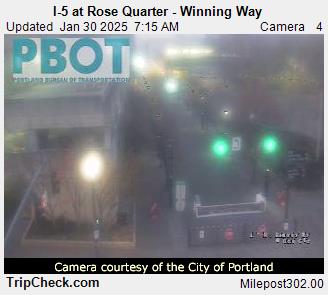 I-5 at Rose Quarter - Winning Way
Updated Jan 30 2025 7:15 AM Camera 4
PBOT
PORTLAND BUREAU OF TRANSPORTATION
Camera courtesy of the City of Portland
TripCheck.com Milepost302.00